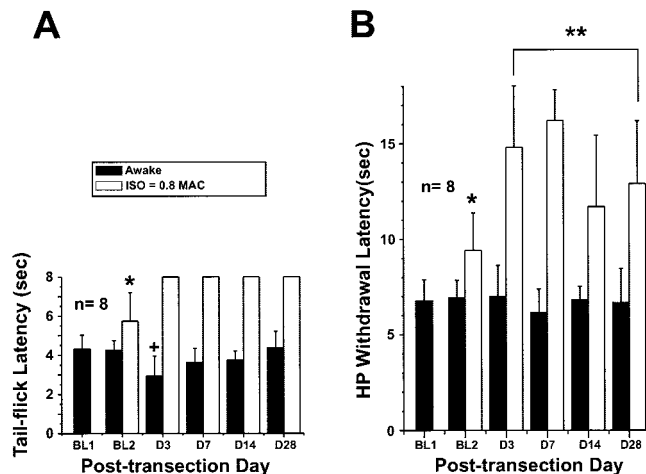 A
Awake
ISO = 0.8 MAC
Tail-flick Latency (sec)
8
6
4
2
0
n= 8
*
+
BL1 BL2 D3 D7 D14 D28
Post-transection Day
B
**
HP Withdrawal Latency(sec)
15
10
5
0
n= 8
*
BL1 BL2 D3 D7 D14 D28
Post-transection Day